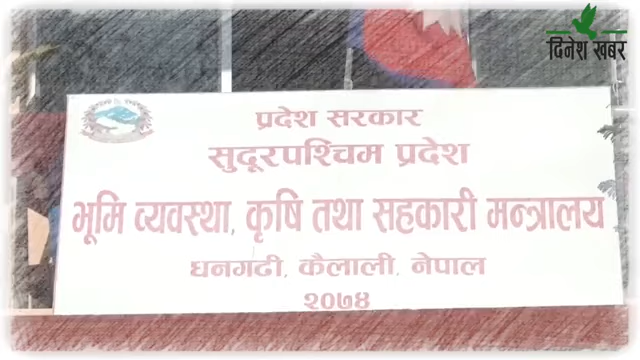 दिनेश खबर
प्रदेश सरकार
सुदूरपश्चिम प्रदेश
भूमि व्यवस्था, कृषि तथा सहकारी मन्त्रालय
धनगढी, कैलाली, नेपाल
२०७४